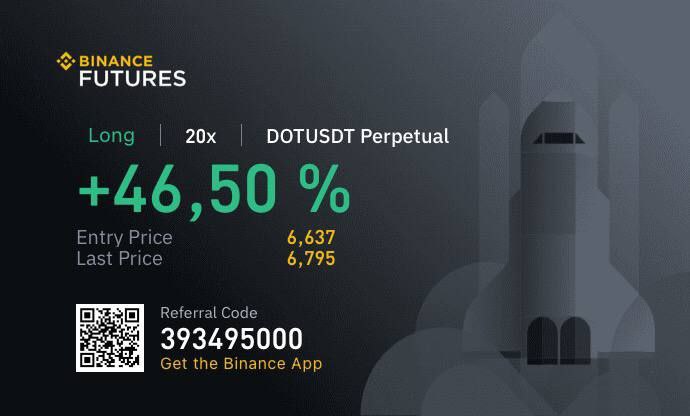 BINANCE
FUTURES
Long | 20x | DOTUSDT Perpetual
+46,50 %
Entry Price 6,637
Last Price 6,795
Referral Code
393495000
Get the Binance App